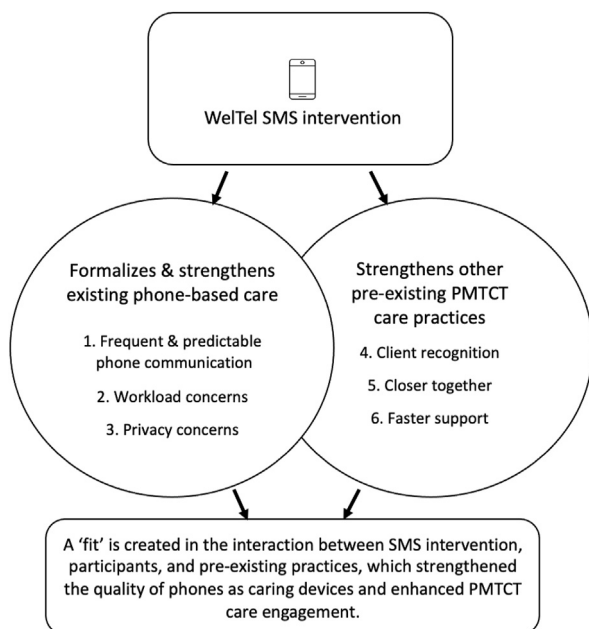 WelTel SMS intervention
Formalizes & strengthens
existing phone-based care
1. Frequent & predictable
phone communication
2. Workload concerns
3. Privacy concerns
Strengthens other
pre-existing PMTCT
care practices
4. Client recognition
5. Closer together
6. Faster support
A ‘fit’ is created in the interaction between SMS intervention,
participants, and pre-existing practices, which strengthened
the quality of phones as caring devices and enhanced PMTCT
care engagement.